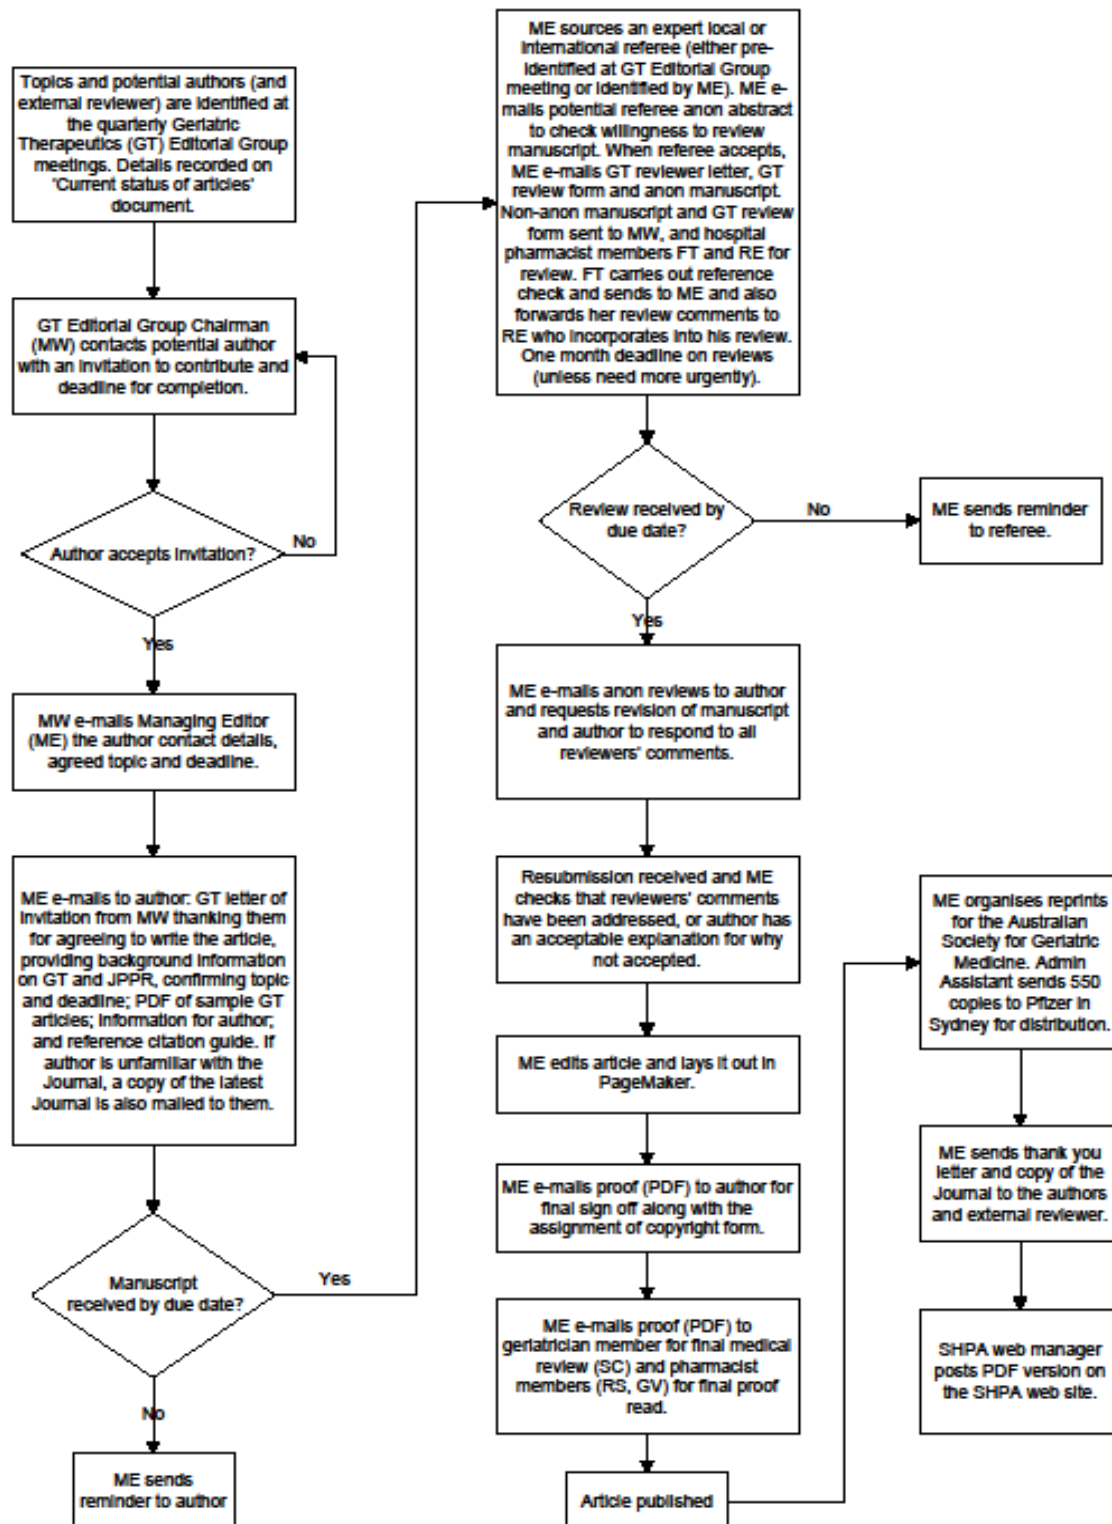 Topics and potential authors (and
external reviewer) are identified at
the quarterly Geriatric
Therapeutics (GT) Editorial Group
meetings. Details recorded on
'Current status of articles'
document.
GT Editorial Group Chairman
(MW) contacts potential author
with an invitation to contribute and
deadline for completion.
Author accepts invitation?
No
Yes
MW e-mails Managing Editor
(ME) the author contact details,
agreed topic and deadline.
ME e-mails to author: GT letter of
invitation from MW thanking them
for agreeing to write the article,
providing background information
on GT and JPPR, confirming topic
and deadline; PDF of sample GT
articles; information for author;
and reference citation guide. If
author is unfamiliar with the
Journal, a copy of the latest
Journal is also mailed to them.
Manuscript
received by due date?
Yes
No
ME sends
reminder to author
ME sources an expert local or
international referee (either pre-
identified at GT Editorial Group
meeting or identified by ME). ME e-
mails potential referee anon abstract
to check willingness to review
manuscript. When referee accepts,
ME e-mails GT reviewer letter, GT
review form and anon manuscript.
Non-anon manuscript and GT review
form sent to MW, and hospital
pharmacist members FT and RE for
review. FT carries out reference
check and sends to ME and also
forwards her review comments to
RE who incorporates into his review.
One month deadline on reviews
(unless need more urgently).
Review received by
due date?
No
ME sends reminder
to referee.
Yes
ME e-mails anon reviews to author
and requests revision of manuscript
and author to respond to all
reviewers' comments.
Resubmission received and ME
checks that reviewers' comments
have been addressed, or author has
an acceptable explanation for why
not accepted.
ME edits article and lays it out in
PageMaker.
ME e-mails proof (PDF) to author for
final sign off along with the
assignment of copyright form.
ME e-mails proof (PDF) to
geriatrician member for final medical
review (SC) and pharmacist
members (RS, GV) for final proof
read.
Article published
ME organises reprints
for the Australian
Society for Geriatric
Medicine. Admin
Assistant sends 550
copies to Pfizer in
Sydney for distribution.
ME sends thank you
letter and copy of the
Journal to the authors
and external reviewer.
SHPA web manager
posts PDF version on
the SHPA web site.